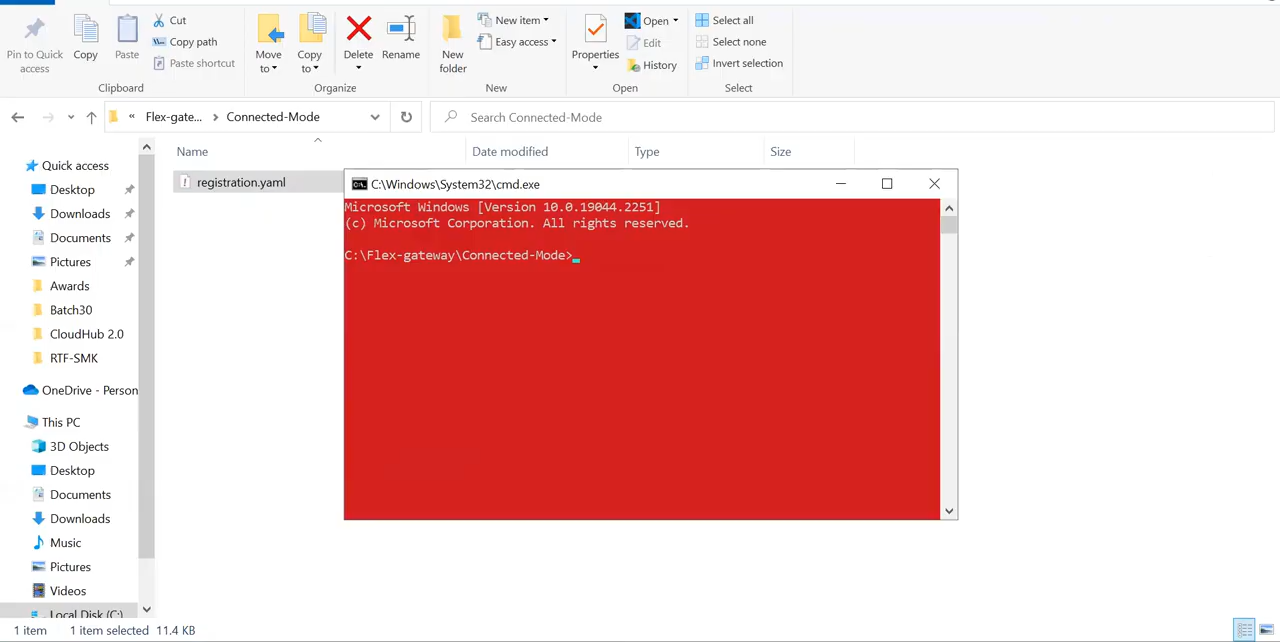 Pin to Quick access
Copy
Paste
Cut
Copy path
Paste shortcut
Clipboard
Move to
Copy to
Delete
Rename
Organize
New folder
New item
Easy access
New
Properties
Open
Edit
History
Open
Select all
Select none
Invert selection
Select
« Flex-gate... > Connected-Mode
Search Connected-Mode
Name
Date modified
Type
Size
registration.yaml
C:\Windows\System32\cmd.exe
Microsoft Windows [Version 10.0.19044.2251]
(c) Microsoft Corporation. All rights reserved.
C:\Flex-gateway\Connected-Mode>
Quick access
Desktop
Downloads
Documents
Pictures
Awards
Batch30
CloudHub 2.0
RTF-SMK
OneDrive - Person
This PC
3D Objects
Desktop
Documents
Downloads
Music
Pictures
Videos
Local Disk (C:)
1 item
1 item selected 11.4 KB